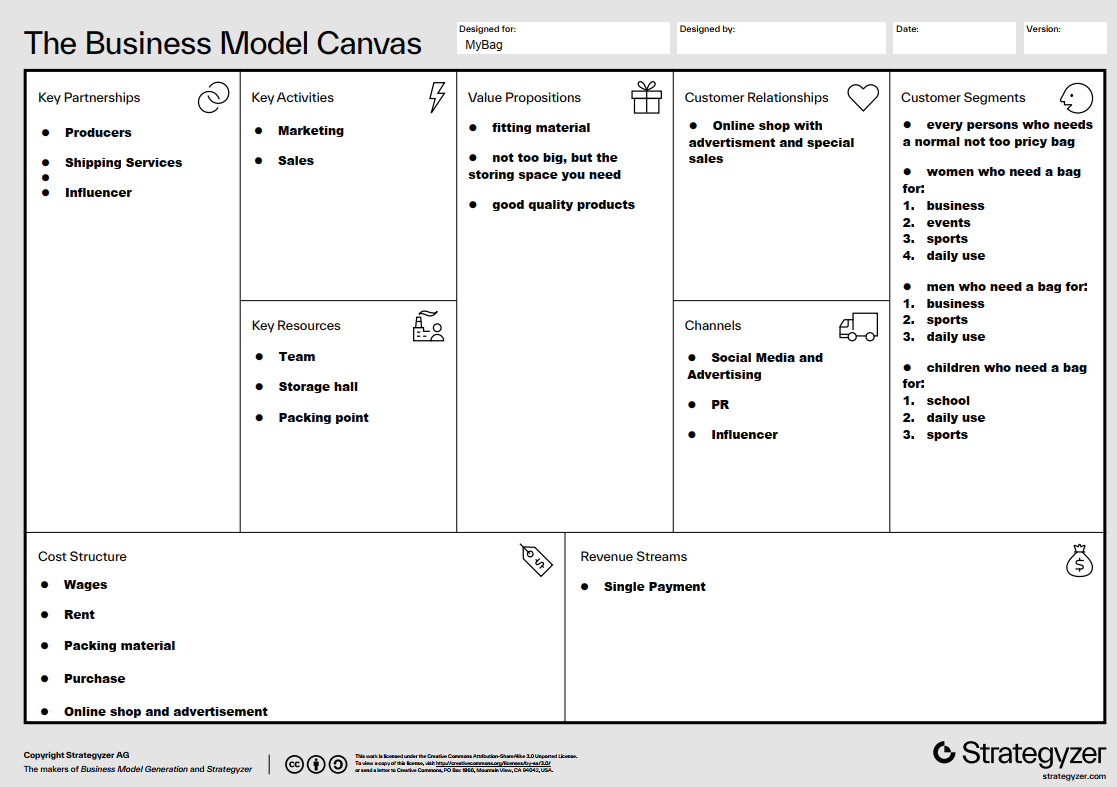 The Business Model Canvas
Designed for:
MyBag
Designed by:
Date:
Version:
Key Partnerships
● Producers
● Shipping Services
●
● Influencer
Key Activities
● Marketing
● Sales
Key Resources
● Team
● Storage hall
● Packing point
Value Propositions
● fitting material
● not too big, but the
storing space you need
● good quality products
Customer Relationships
● Online shop with
advertisment and special
sales
Channels
● Social Media and
Advertising
● PR
● Influencer
Customer Segments
● every persons who needs
a normal not too pricy bag
● women who need a bag
for:
1. business
2. events
3. sports
4. daily use
● men who need a bag for:
1. business
2. sports
3. daily use
● children who need a bag
for:
1. school
2. daily use
3. sports
Cost Structure
● Wages
● Rent
● Packing material
● Purchase
● Online shop and advertisement
Revenue Streams
● Single Payment
Copyright Strategyzer AG
The makers of Business Model Generation and Strategyzer
cc
This work is licensed under the Creative Commons Attribution-Share Alike 3.0 Unported License.
To view a copy of this license, visit http://creativecommons.org/licenses/by-sa/3.0/
or send a letter to Creative Commons, PO Box 1866, Mountain View, CA 94042, USA.
Strategyzer
strategyzer.com